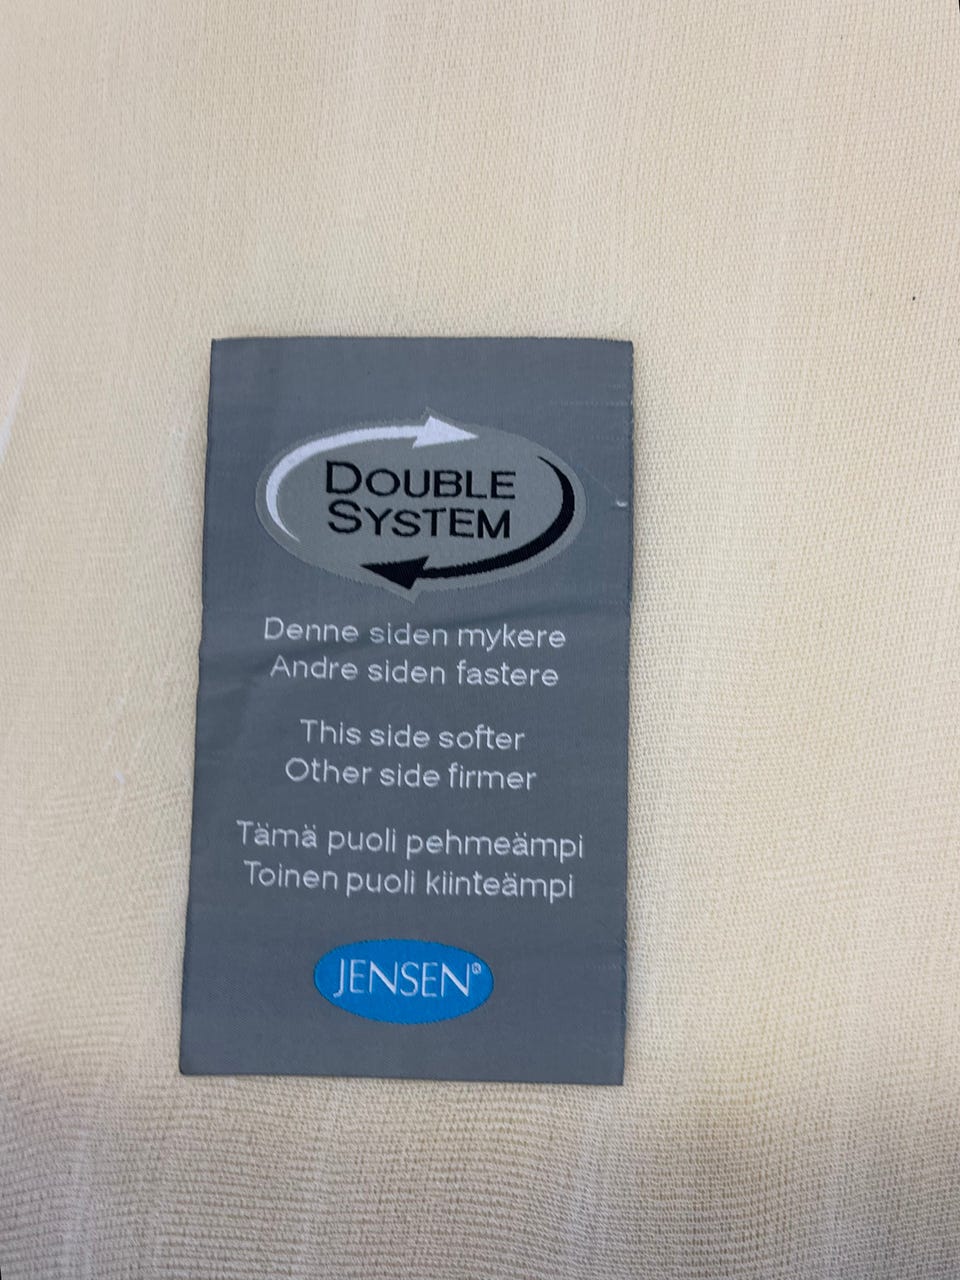 DOUBLE
SYSTEM
Denne siden mykere
Andre siden fastere
This side softer
Other side firmer
Tämä puoli pehmeämpi
Toinen puoli kiinteämpi
JENSEN®